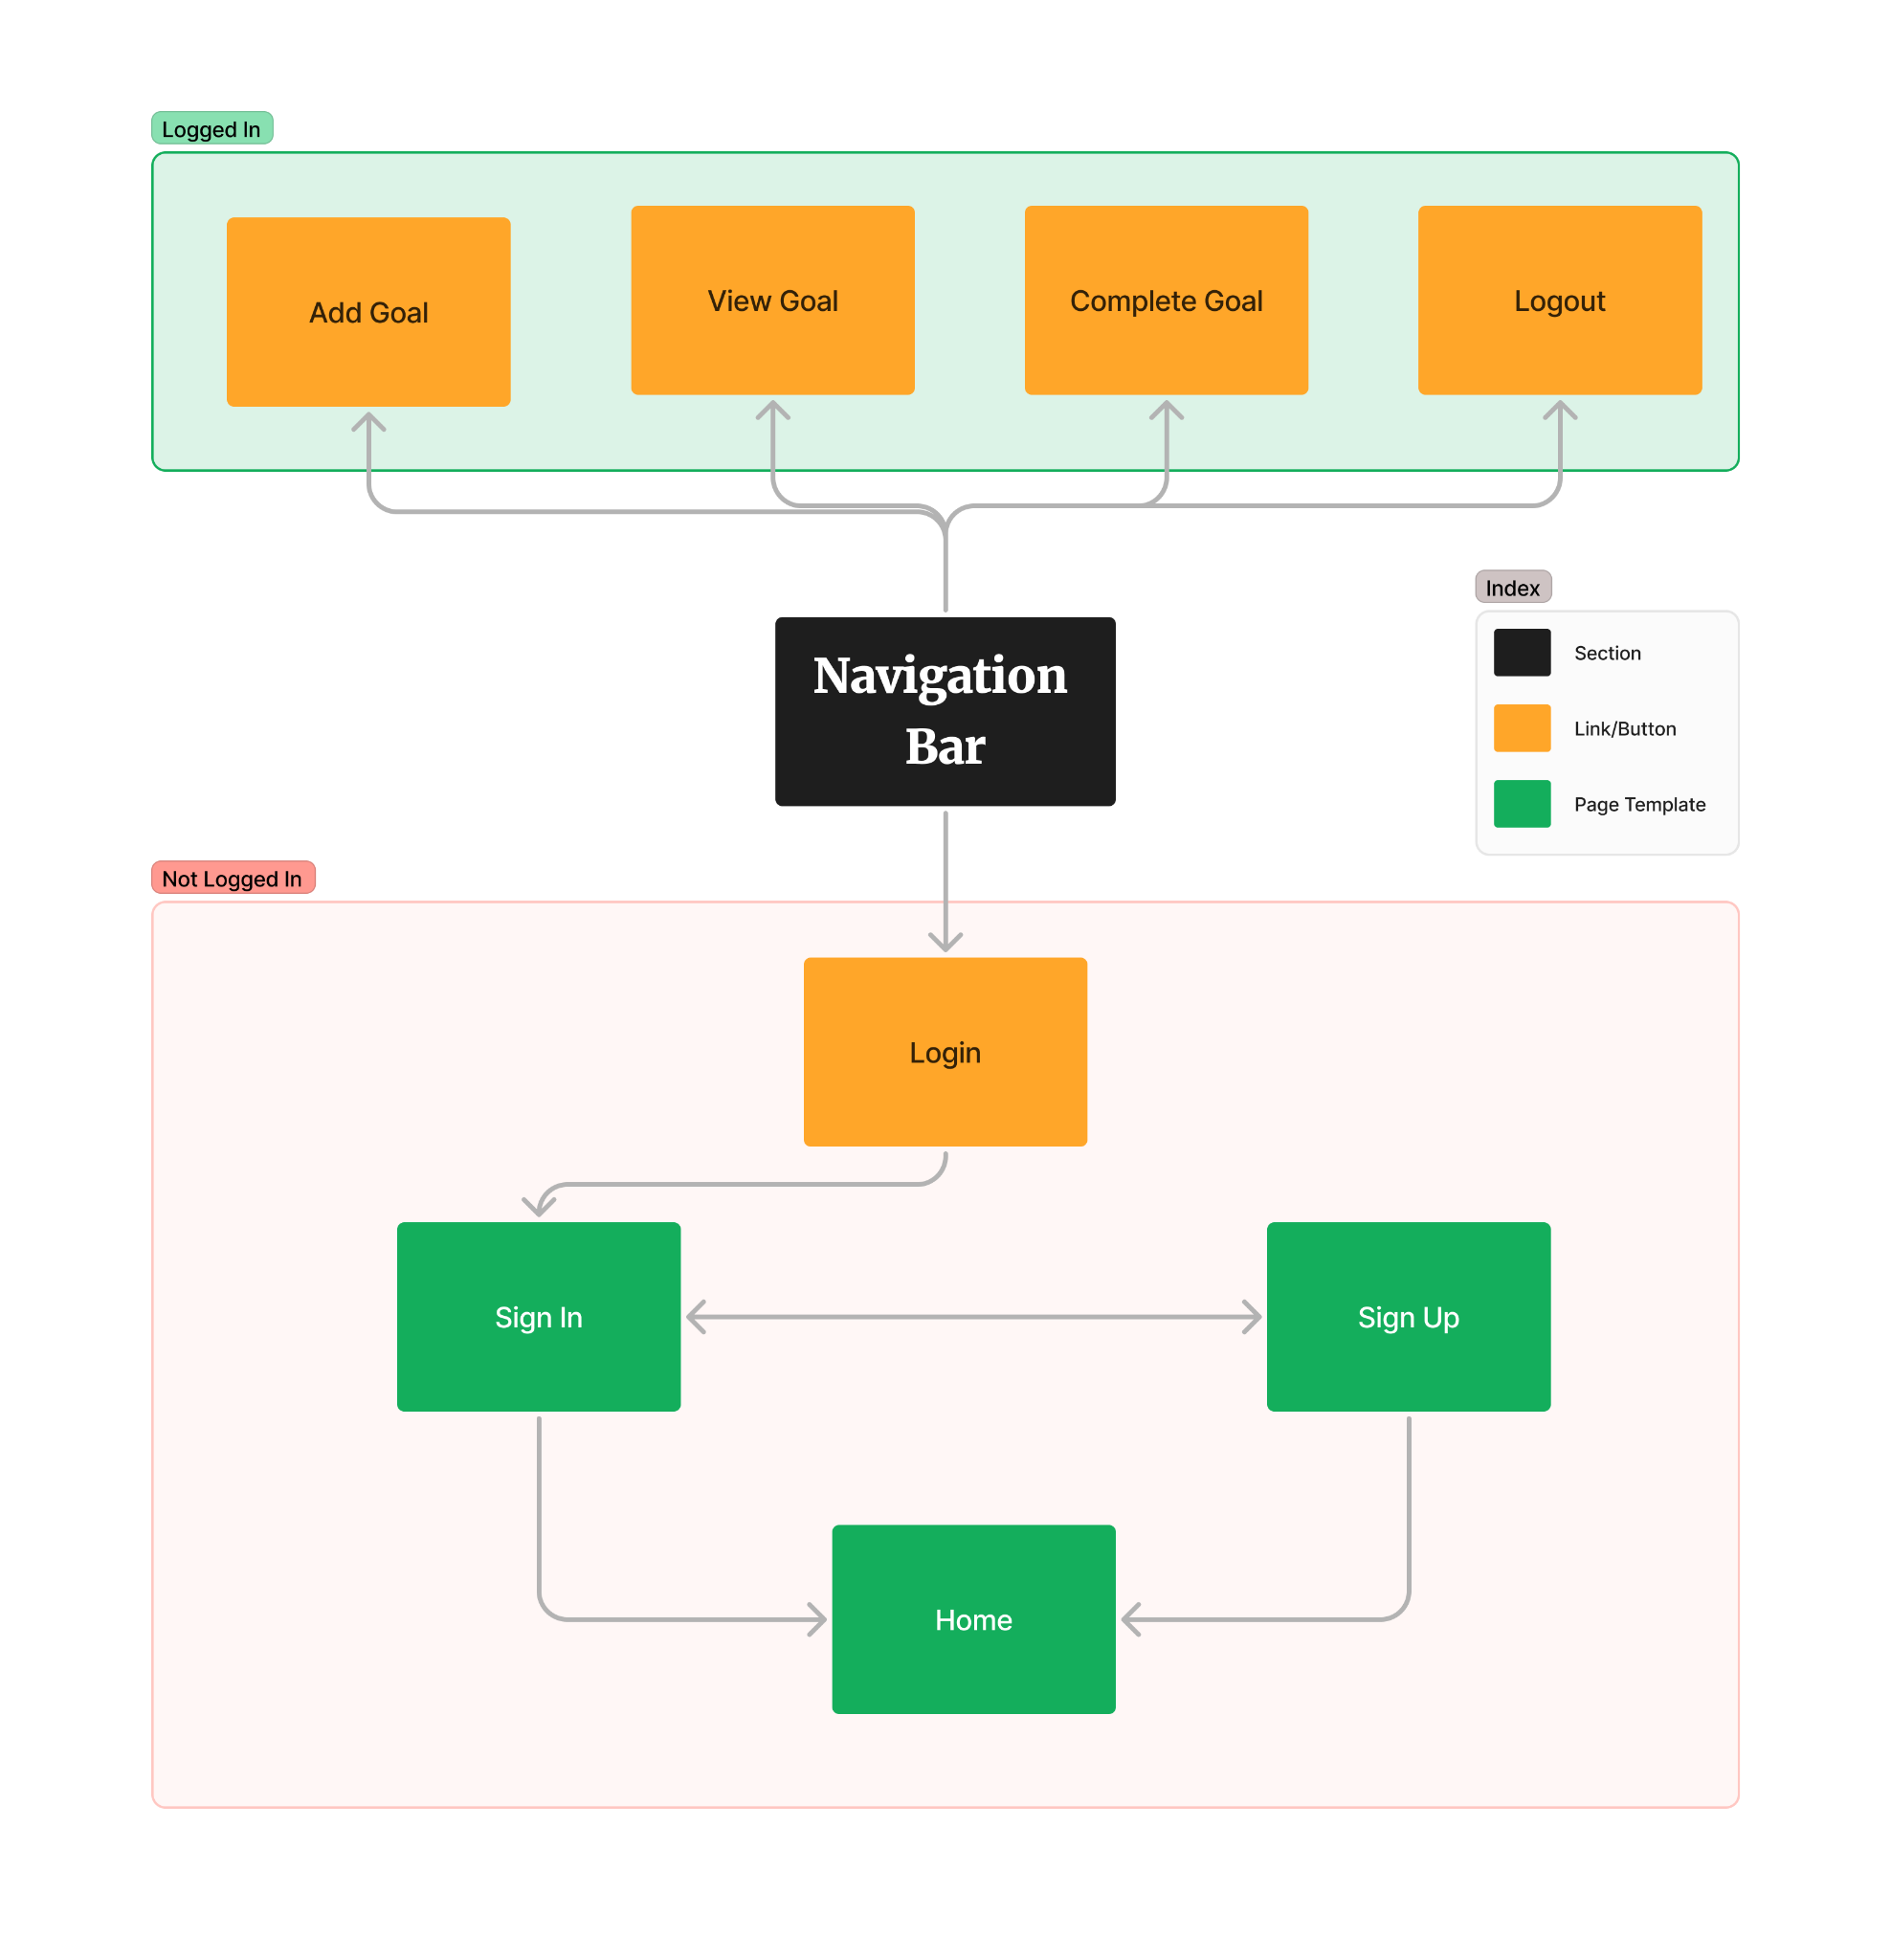 Logged In
Add Goal
View Goal
Complete Goal
Logout
Navigation
Bar
Index
Section
Link/Button
Page Template
Not Logged In
Login
Sign In
Sign Up
Home